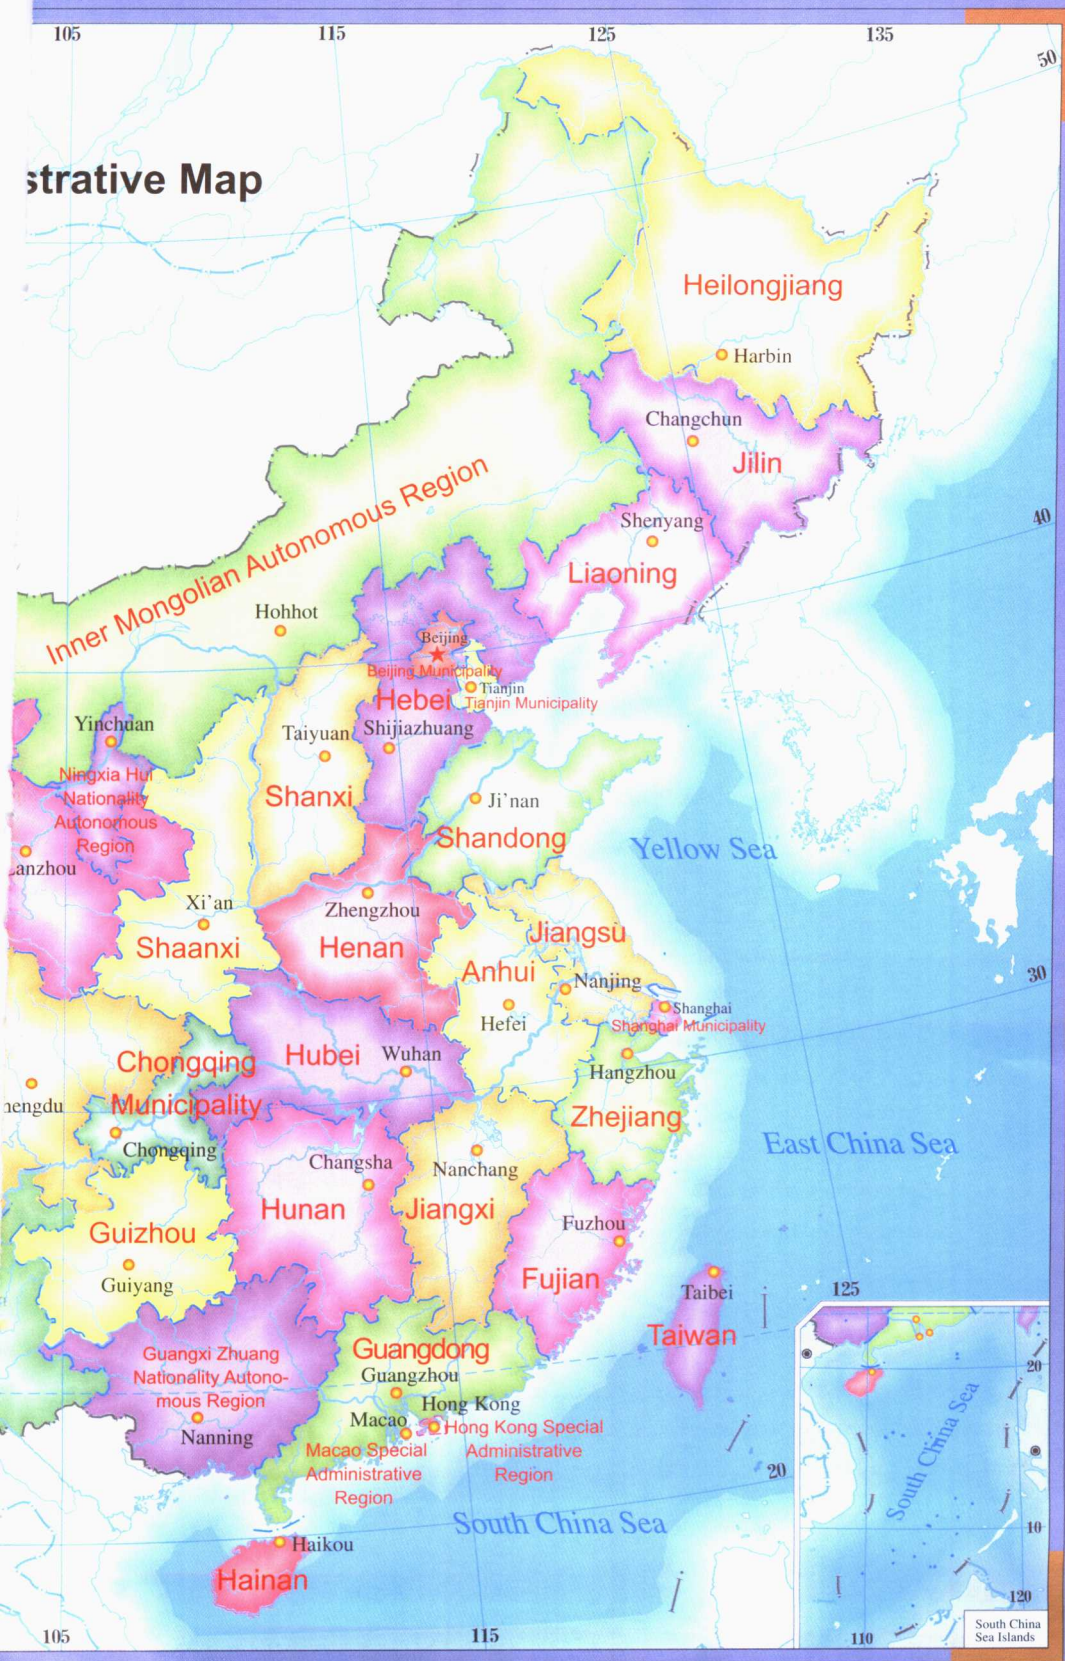 105
115
125
135
50
strative Map
Heilongjiang
Harbin
Changchun
Jilin
40
Inner Mongolian Autonomous Region
Shenyang
Liaoning
Hohhot
Beijing
Beijing Municipality
Hebei
Tianjin
Tianjin Municipality
Yinchuan
Taiyuan
Shijiazhuang
Ningxia Hui
Nationality
Autonomous
Region
Shanxi
Ji'nan
Shandong
Yellow Sea
anzhou
Xi'an
Zhengzhou
Shaanxi
Henan
Jiangsu
Anhui
Nanjing
30
Hefei
Shanghai
Shanghai Municipality
Chongqing
Municipality
Hubei
Wuhan
Hangzhou
hengdu
Zhejiang
Chongqing
East China Sea
Changsha
Nanchang
Hunan
Jiangxi
Guizhou
Fuzhou
Guiyang
Fujian
Taibei
125
Taiwan
Guangxi Zhuang
Nationality Autono-
mous Region
Guangdong
Guangzhou
20
Hong Kong
Macao
Hong Kong Special
Administrative
Region
Nanning
Macao Special
Administrative
Region
20
South China Sea
South China Sea
10
Haikou
Hainan
120
South China
Sea Islands
105
115
110